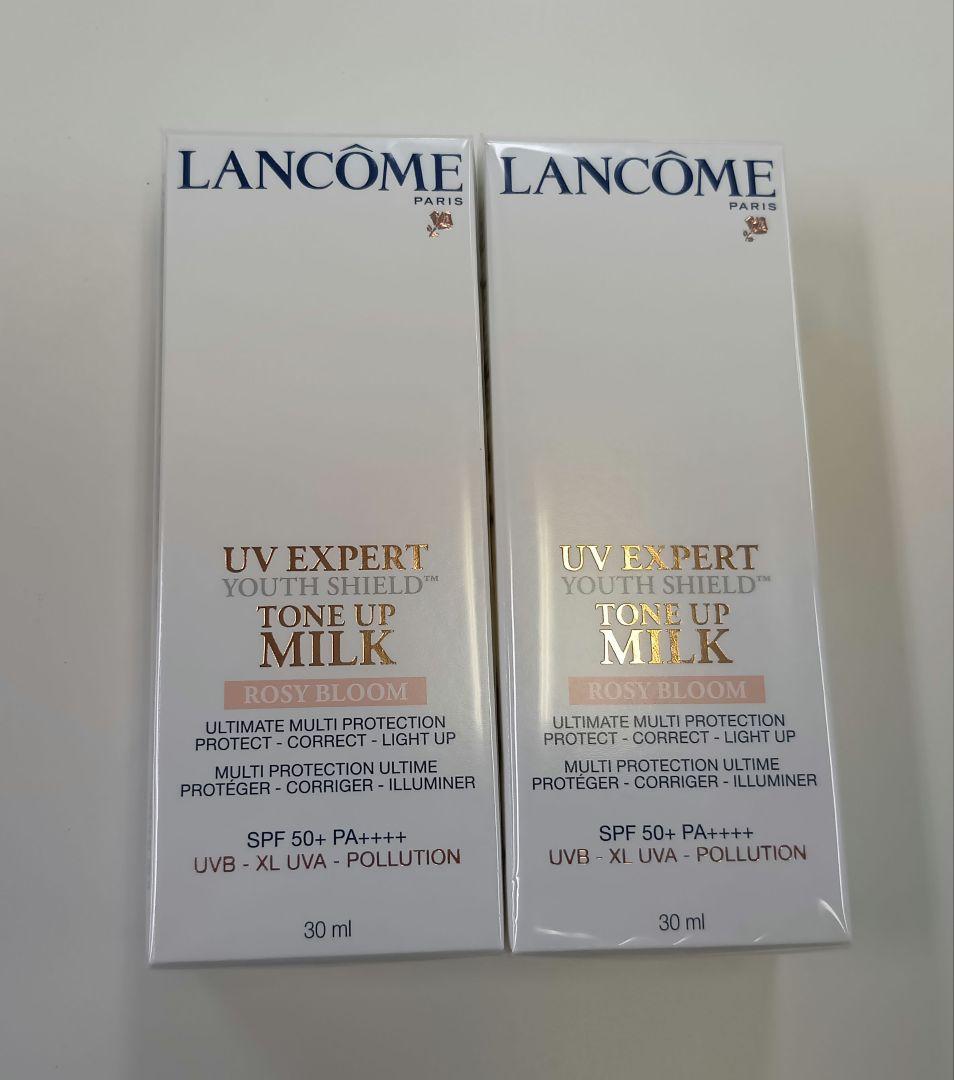 LANCÔME
PARIS
UV EXPERT
YOUTH SHIELD™
TONE UP
MILK
ROSY BLOOM
ULTIMATE MULTI PROTECTION
PROTECT - CORRECT - LIGHT UP
MULTI PROTECTION ULTIME
PROTÉGER - CORRIGER - ILLUMINER
SPF 50+ PA++++
UVB - XL UVA - POLLUTION
30 ml
LANCÔME
PARIS
UV EXPERT
YOUTH SHIELD™
TONE UP
MILK
ROSY BLOOM
ULTIMATE MULTI PROTECTION
PROTECT - CORRECT - LIGHT UP
MULTI PROTECTION ULTIME
PROTÉGER - CORRIGER - ILLUMINER
SPF 50+ PA++++
UVB - XL UVA - POLLUTION
30 ml